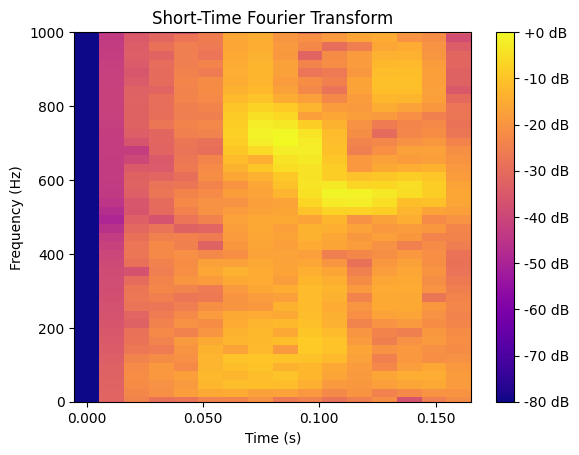 Short-Time Fourier Transform
1000
800
600
400
200
0
Frequency (Hz)
0.000
0.050
0.100
0.150
Time (s)
+0 dB
-10 dB
-20 dB
-30 dB
-40 dB
-50 dB
-60 dB
-70 dB
-80 dB